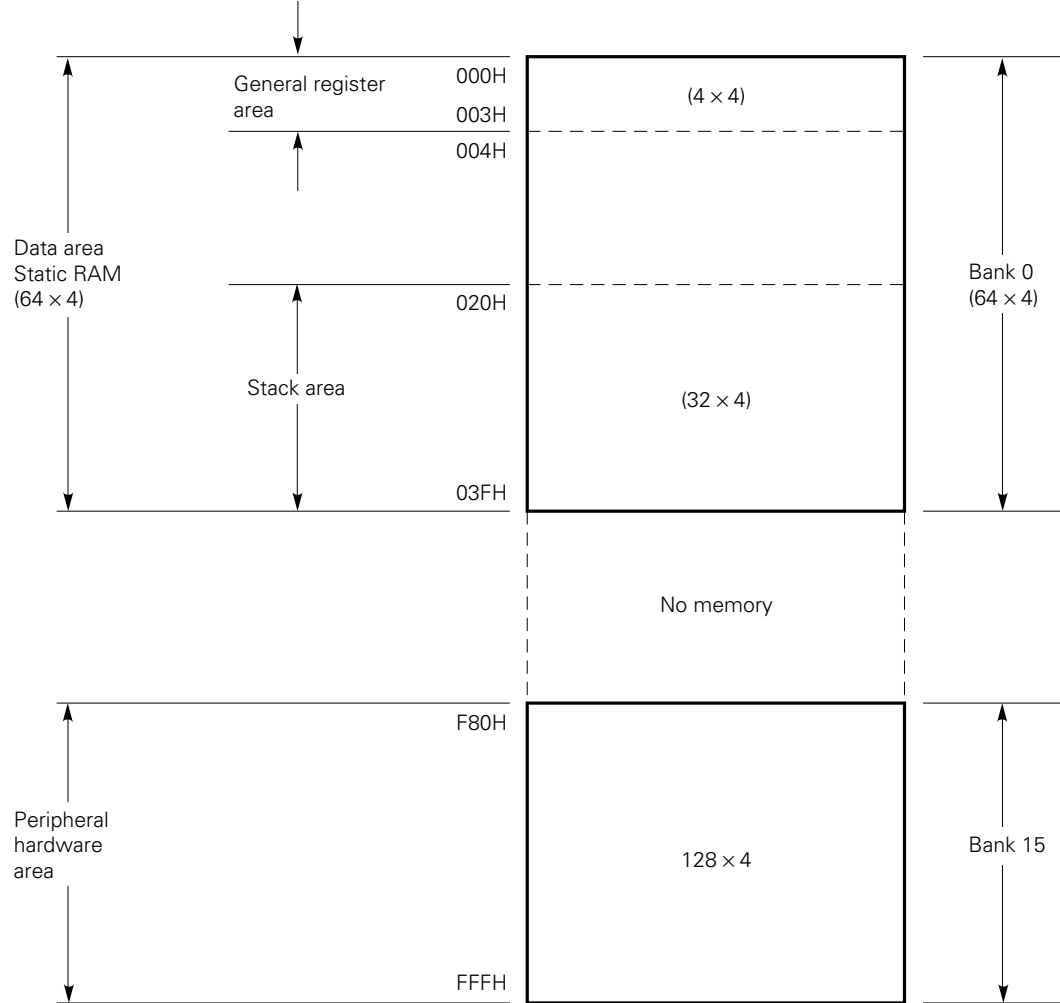 General register
area
000H
003H
004H
(4 × 4)
Data area
Static RAM
(64 × 4)
020H
Stack area
(32 × 4)
03FH
Bank 0
(64 × 4)
No memory
F80H
Peripheral
hardware
area
128 × 4
FFFH
Bank 15